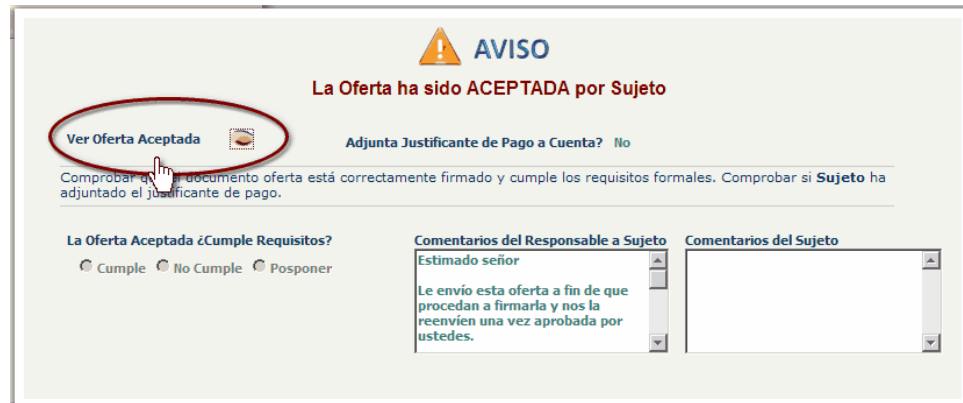 AVISO
La Oferta ha sido ACEPTADA por Sujeto
Ver Oferta Aceptada
Adjunta Justificante de Pago a Cuenta? No
Comprobar documento oferta está correctamente firmado y cumple los requisitos formales. Comprobar si Sujeto ha
adjuntado el justificante de pago.
La Oferta Aceptada ¿Cumple Requisitos?
Cumple No Cumple Posponer
Comentarios del Responsable a Sujeto
Estimado señor
Le envío esta oferta a fin de que
procedan a firmarla y nos la
reenvíen una vez aprobada por
ustedes.
Comentarios del Sujeto